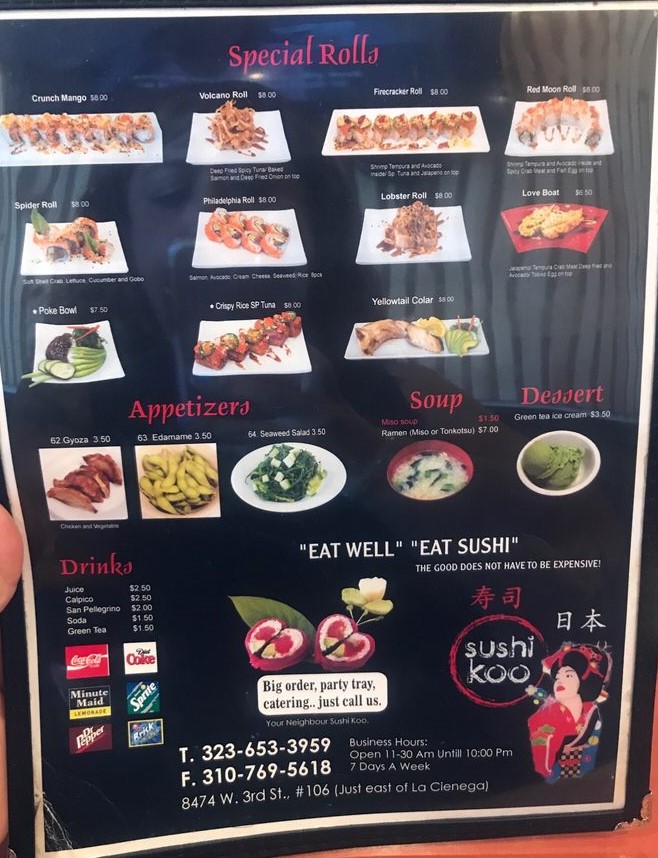 Special Rolls
Crunch Mango $8.00
Volcano Roll $8.00
Firecracker Roll $8.00
Red Moon Roll $8.00
Deep Fried Spicy Tuna/ Baked
Salmon and Deep Fried Onion on top
Shrimp Tempura and Avocado
Inside/ Sp. Tuna and Jalapeno on top
Shrimp Tempura and Avocado Inside and
Spicy Crab Meat and Fish Egg on top
Spider Roll $8.00
Philadelphia Roll $8.00
Lobster Roll $8.00
Love Boat $6.50
Soft Shell Crab, Lettuce, Cucumber and Gobo
Salmon, Avocado, Cream Cheese, Seaweed, Rice 8pcs
Jalapeno/ Tempura Crab Meat Deep fried and
Avocado/ Tobiko Egg on top
* Poke Bowl $7.50
* Crispy Rice SP Tuna $8.00
Yellowtail Colar $8.00
Appetizers
Soup
Dessert
62.Gyoza 3.50
63 Edamame 3.50
64. Seaweed Salad 3.50
Miso soup $1.50
Ramen (Miso or Tonkotsu) $7.00
Green tea ice cream $3.50
Chicken and Vegetable
"EAT WELL" "EAT SUSHI"
THE GOOD DOES NOT HAVE TO BE EXPENSIVE!
Drinks
Juice $2.50
Calpico $2.50
San Pellegrino $2.00
Soda $1.50
Green Tea $1.50
Coca-Cola
Diet Coke
Minute Maid
LEMONADE
Sprite
Dr Pepper
Brisk
寿司
日本
sushi
koo
Big order, party tray,
catering.. just call us.
Your Neighbour Sushi Koo.
T. 323-653-3959
F. 310-769-5618
Business Hours:
Open 11-30 Am Untill 10:00 Pm
7 Days A Week
8474 W. 3rd St., #106 (Just east of La Cienega)